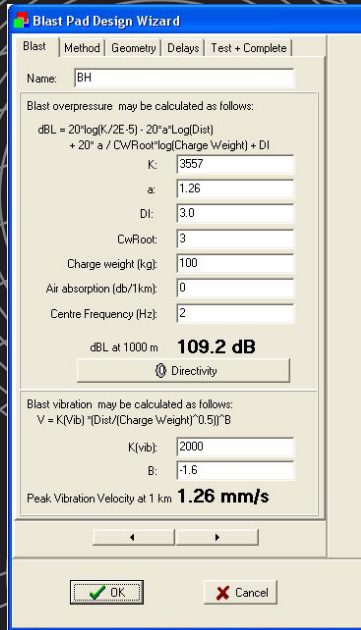 Blast Pad Design Wizard
Blast Method Geometry Delays Test + Complete
Name: BH
Blast overpressure may be calculated as follows:
dBL = 20*log(K/2E-5) - 20*a*Log(Dist)
+ 20* a / CWRoot*log(Charge Weight) + DI
K: 3557
a: 1.26
DI: 3.0
CwRoot: 3
Charge weight (kg): 100
Air absorption (db/1km): 0
Centre Frequency (Hz): 2
dBL at 1000 m 109.2 dB
Directivity
Blast vibration may be calculated as follows:
V = K(Vib) *(Dist/(Charge Weight)^0.5))^B
K(vib): 2000
B: -1.6
Peak Vibration Velocity at 1 km 1.26 mm/s
OK Cancel